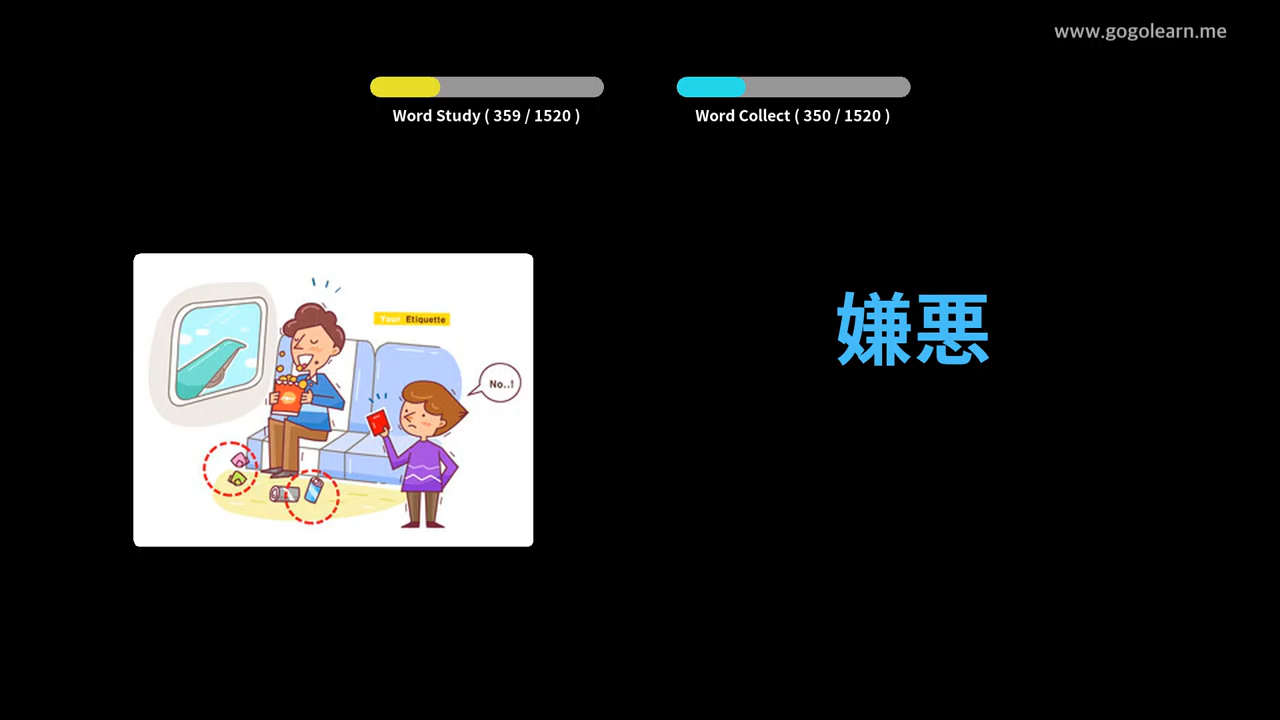 www.gogolearn.me
Word Study ( 359 / 1520 )
Word Collect ( 350 / 1520 )
Your Etiquette
No..!
嫌悪